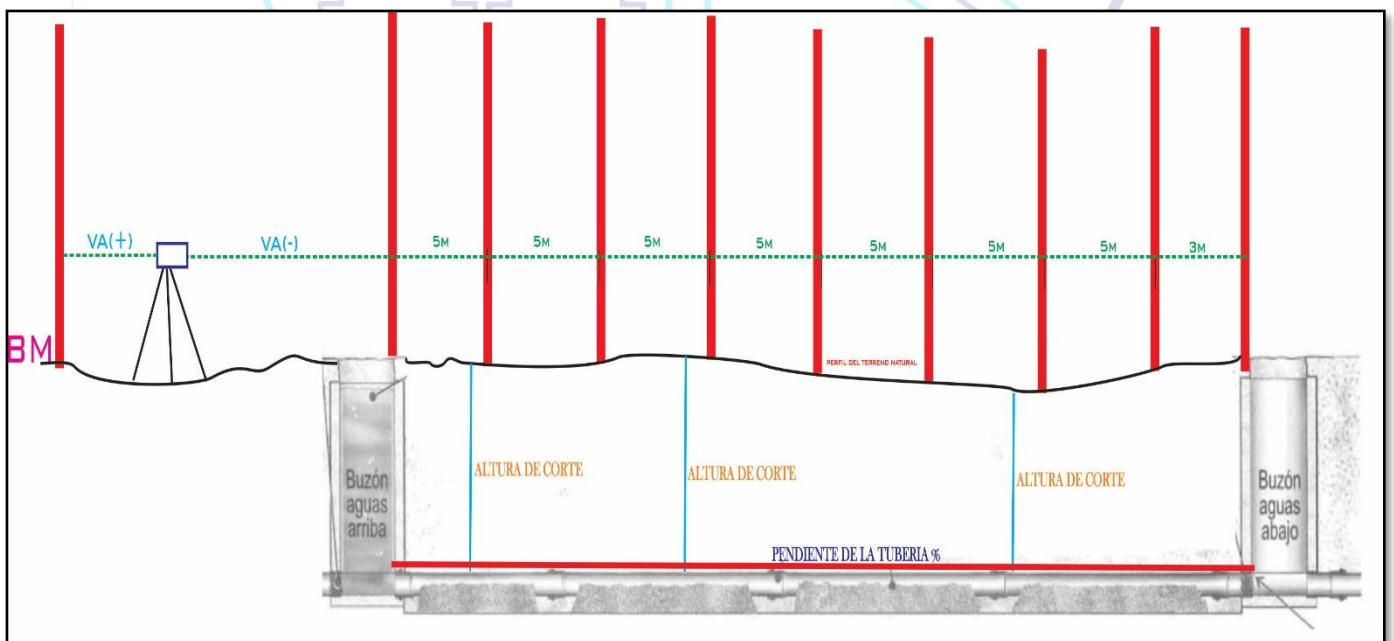 VA(+)
VA(-)
5M
5M
5M
5M
5M
5M
5M
3M
BM
PERFIL DEL TERRENO NATURAL
Buzón
aguas
arriba
ALTURA DE CORTE
ALTURA DE CORTE
ALTURA DE CORTE
Buzón
aguas
abajo
PENDIENTE DE LA TUBERIA %